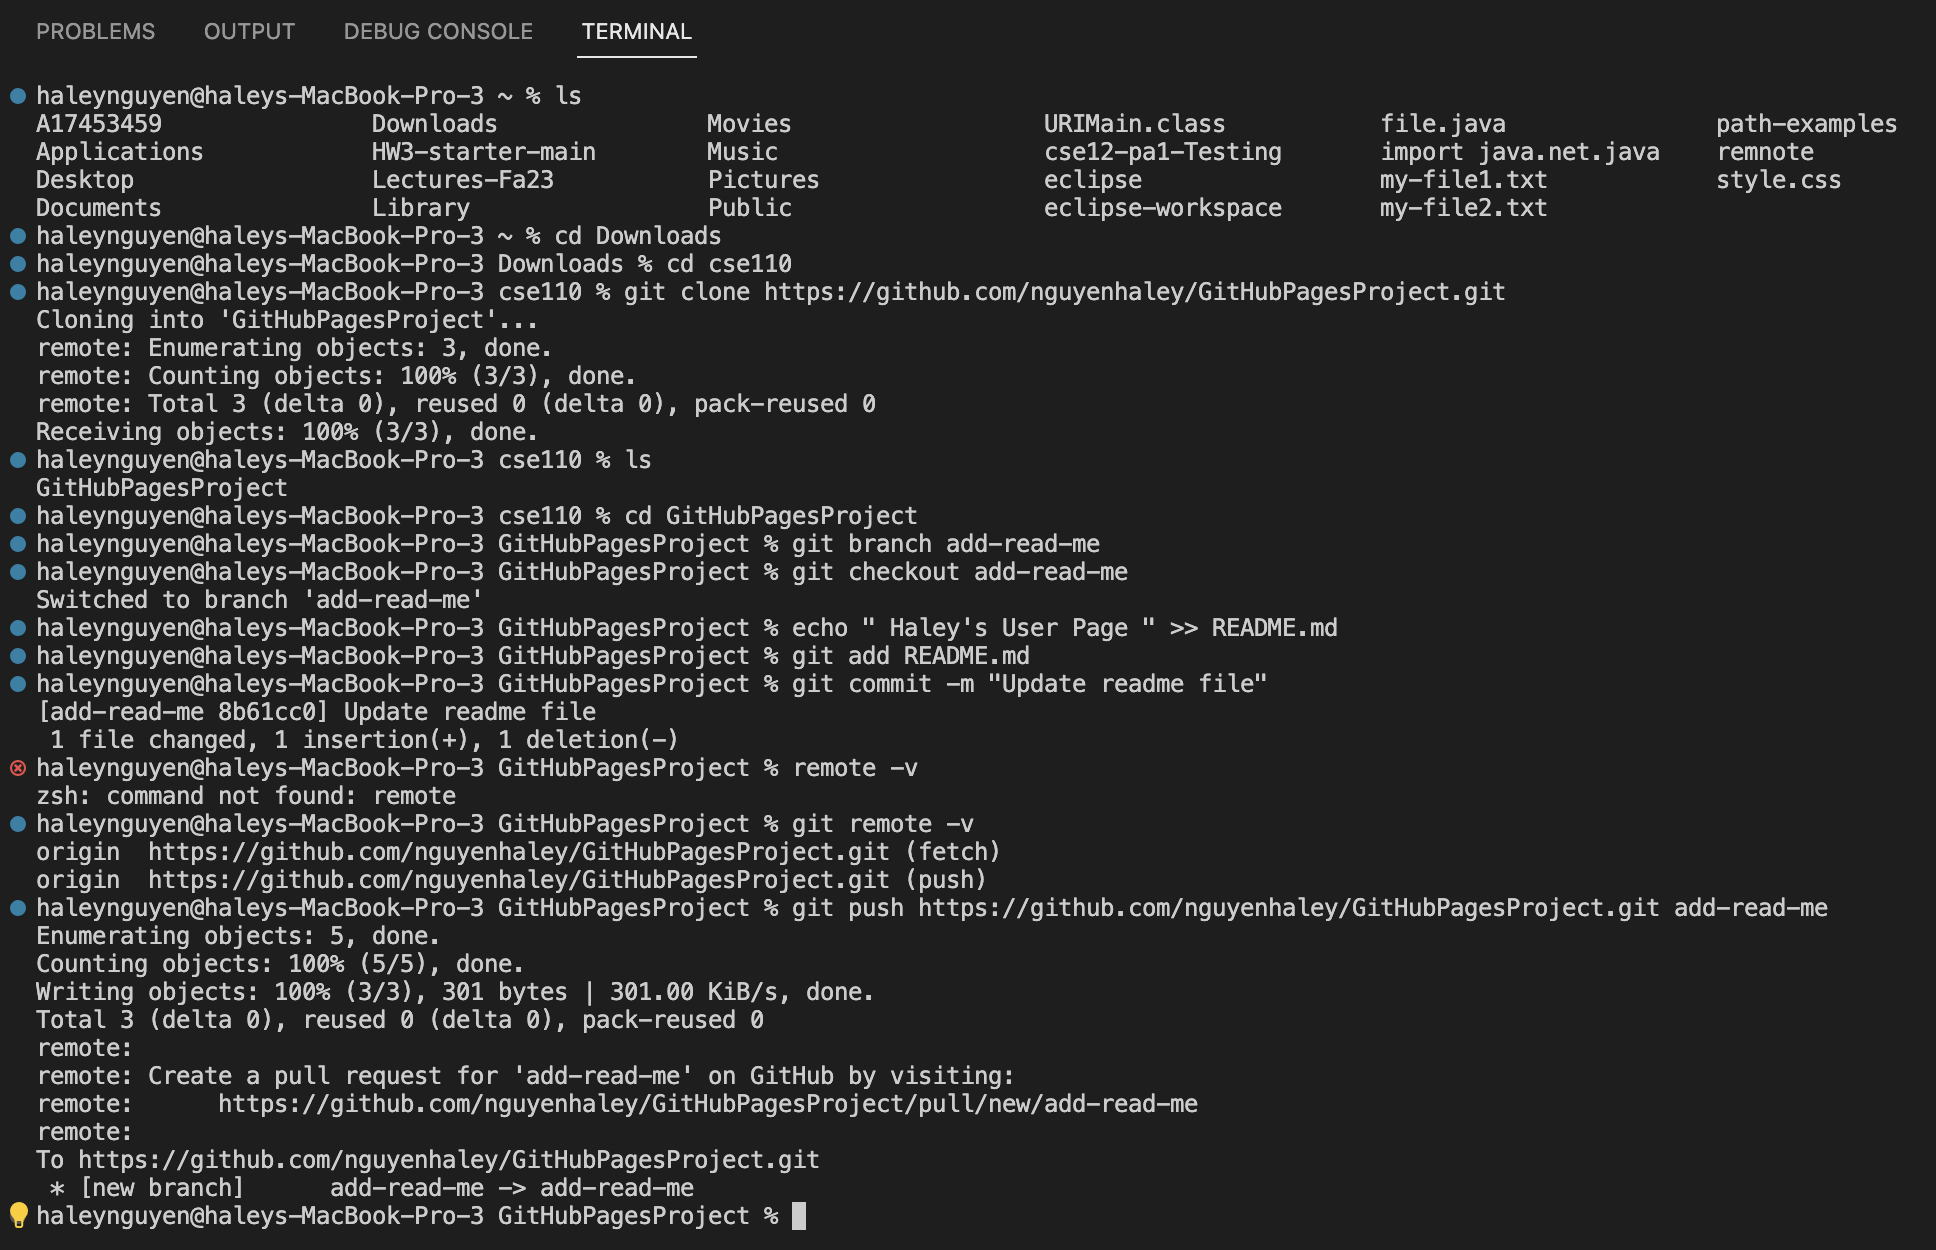 PROBLEMS OUTPUT DEBUG CONSOLE TERMINAL
haleynguyen@haleys-MacBook-Pro-3 ~ % ls
A17453459 Downloads Movies URIMain.class file.java path-examples
Applications HW3-starter-main Music cse12-pa1-Testing import java.net.java remnote
Desktop Lectures-Fa23 Pictures eclipse my-file1.txt style.css
Documents Library Public eclipse-workspace my-file2.txt
haleynguyen@haleys-MacBook-Pro-3 ~ % cd Downloads
haleynguyen@haleys-MacBook-Pro-3 Downloads % cd cse110
haleynguyen@haleys-MacBook-Pro-3 cse110 % git clone https://github.com/nguyenhaley/GitHubPagesProject.git
Cloning into 'GitHubPagesProject'...
remote: Enumerating objects: 3, done.
remote: Counting objects: 100% (3/3), done.
remote: Total 3 (delta 0), reused 0 (delta 0), pack-reused 0
Receiving objects: 100% (3/3), done.
haleynguyen@haleys-MacBook-Pro-3 cse110 % ls
GitHubPagesProject
haleynguyen@haleys-MacBook-Pro-3 cse110 % cd GitHubPagesProject
haleynguyen@haleys-MacBook-Pro-3 GitHubPagesProject % git branch add-read-me
haleynguyen@haleys-MacBook-Pro-3 GitHubPagesProject % git checkout add-read-me
Switched to branch 'add-read-me'
haleynguyen@haleys-MacBook-Pro-3 GitHubPagesProject % echo " Haley's User Page " >> README.md
haleynguyen@haleys-MacBook-Pro-3 GitHubPagesProject % git add README.md
haleynguyen@haleys-MacBook-Pro-3 GitHubPagesProject % git commit -m "Update readme file"
[add-read-me 8b61cc0] Update readme file
1 file changed, 1 insertion(+), 1 deletion(-)
haleynguyen@haleys-MacBook-Pro-3 GitHubPagesProject % remote -v
zsh: command not found: remote
haleynguyen@haleys-MacBook-Pro-3 GitHubPagesProject % git remote -v
origin https://github.com/nguyenhaley/GitHubPagesProject.git (fetch)
origin https://github.com/nguyenhaley/GitHubPagesProject.git (push)
haleynguyen@haleys-MacBook-Pro-3 GitHubPagesProject % git push https://github.com/nguyenhaley/GitHubPagesProject.git add-read-me
Enumerating objects: 5, done.
Counting objects: 100% (5/5), done.
Writing objects: 100% (3/3), 301 bytes | 301.00 KiB/s, done.
Total 3 (delta 0), reused 0 (delta 0), pack-reused 0
remote:
remote: Create a pull request for 'add-read-me' on GitHub by visiting:
remote: https://github.com/nguyenhaley/GitHubPagesProject/pull/new/add-read-me
remote:
To https://github.com/nguyenhaley/GitHubPagesProject.git
* [new branch] add-read-me -> add-read-me
haleynguyen@haleys-MacBook-Pro-3 GitHubPagesProject %